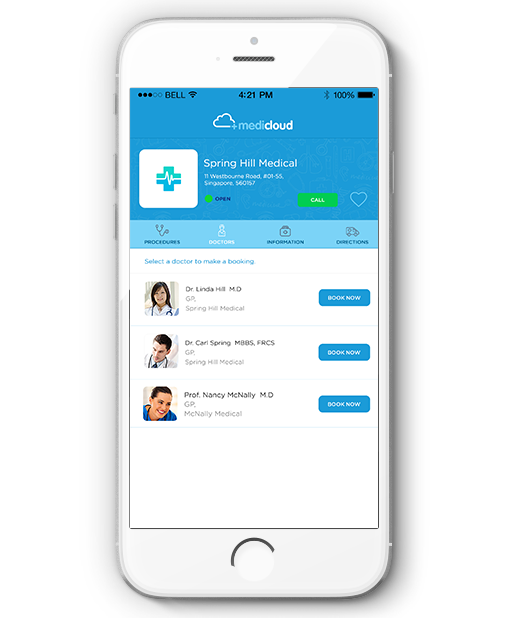 BELL 4:21 PM 100%
medicloud
Spring Hill Medical
11 Westbourne Road, #01-55,
Singapore, 560157
OPEN CALL
PROCEDURES DOCTORS INFORMATION DIRECTIONS
Select a doctor to make a booking:
Dr. Linda Hill M.D
GP,
Spring Hill Medical
BOOK NOW
Dr. Carl Spring MBBS, FRCS
GP,
Spring Hill Medical
BOOK NOW
Prof. Nancy McNally M.D
GP,
McNally Medical
BOOK NOW